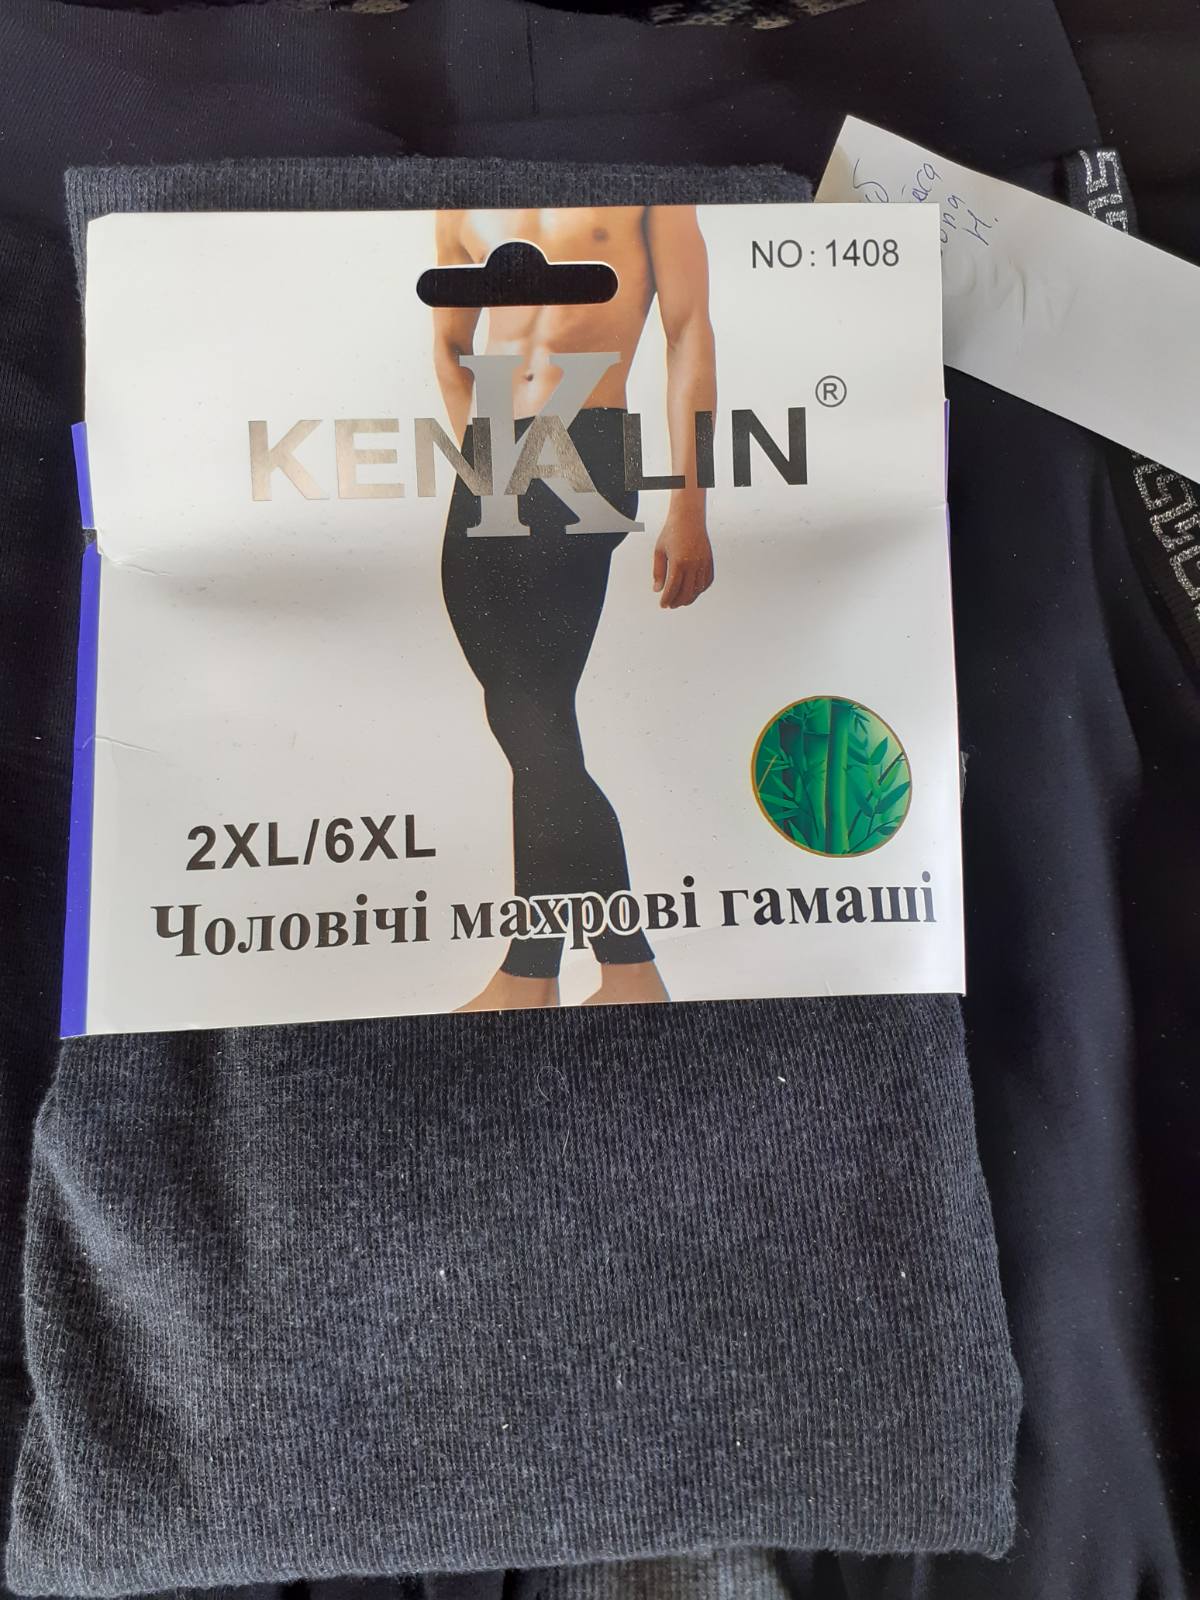 NO: 1408
K
KENALIN®
2XL/6XL
Чоловічі махрові гамаші